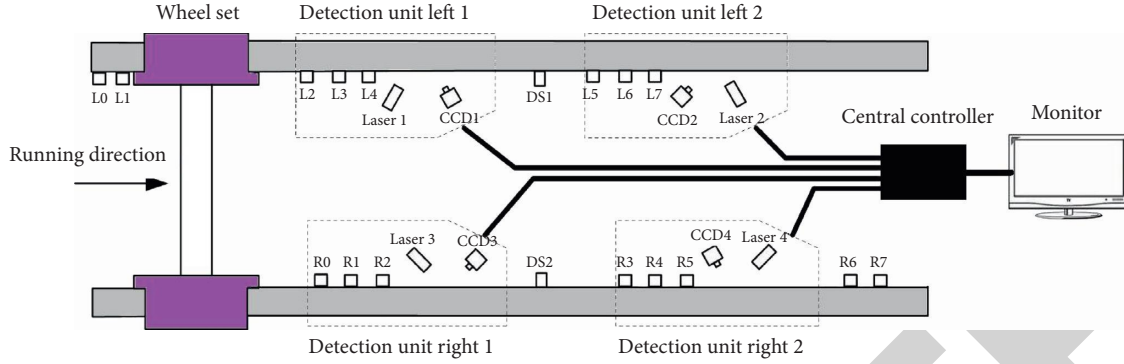 Wheel set
Detection unit left 1
Detection unit left 2
L0
L1
L2
L3
L4
Laser 1
CCD1
DS1
L5
L6
L7
CCD2
Laser 2
Central controller
Monitor
Running direction
R0
R1
R2
Laser 3
CCD3
DS2
R3
R4
R5
CCD4
Laser 4
R6
R7
Detection unit right 1
Detection unit right 2